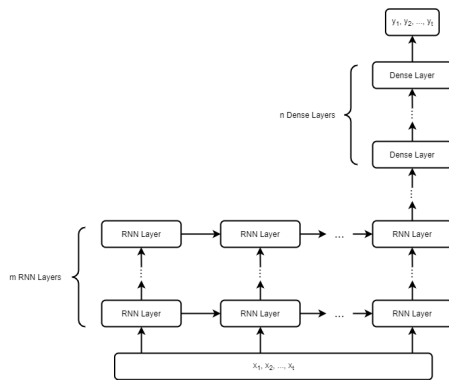 y₁, y₂, ..., yₜ
Dense Layer
n Dense Layers
Dense Layer
RNN Layer
RNN Layer
...
RNN Layer
m RNN Layers
RNN Layer
RNN Layer
...
RNN Layer
x₁, x₂, ..., xₜ